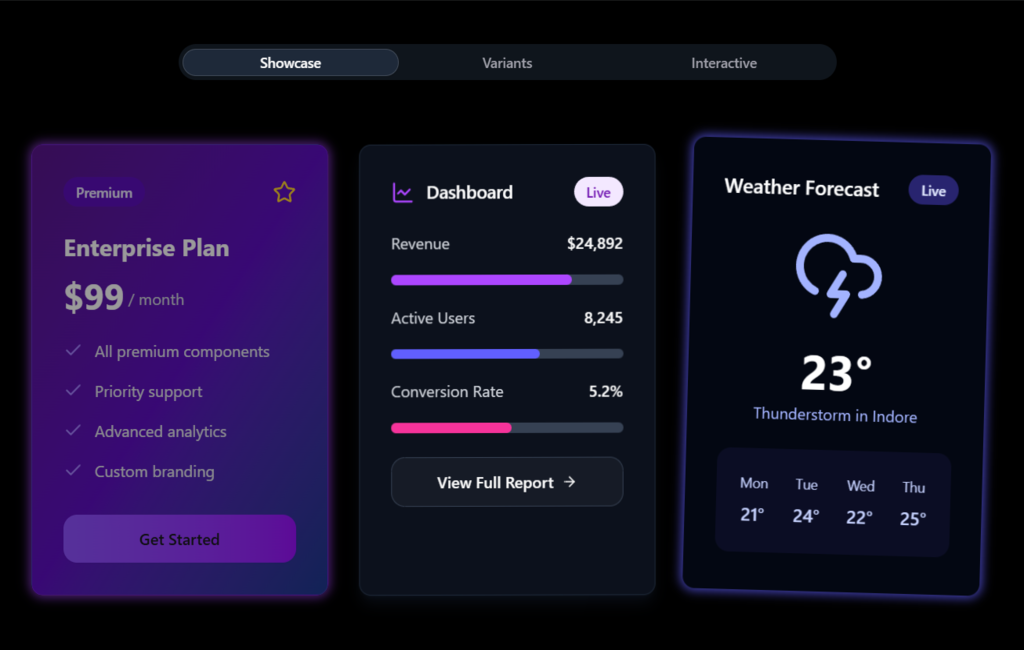 Showcase Variants Interactive
Premium
Enterprise Plan
$99 / month
All premium components
Priority support
Advanced analytics
Custom branding
Get Started
Dashboard Live
Revenue $24,892
Active Users 8,245
Conversion Rate 5.2%
View Full Report →
Weather Forecast Live
23°
Thunderstorm in Indore
Mon Tue Wed Thu
21° 24° 22° 25°